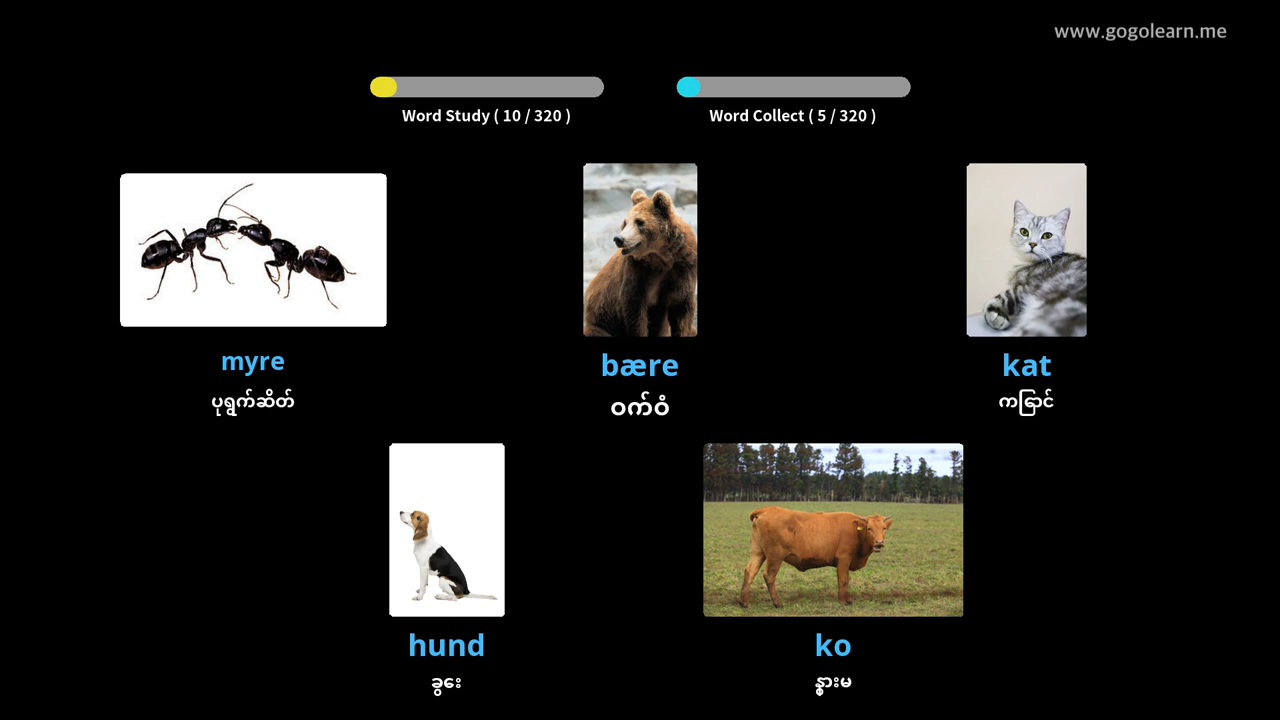 www.gogolearn.me
Word Study ( 10 / 320 )
Word Collect ( 5 / 320 )
myre
bære
kat
ပုရွက်ဆိတ်
ဝက်ဝံ
ကြောင်
hund
ko
ခွေး
နွားမ